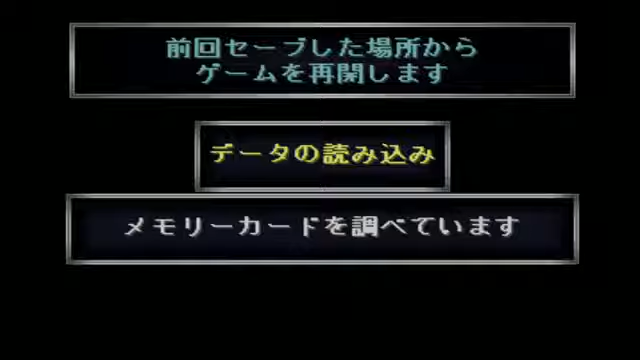 前回セーブした場所から
ゲームを再開します
データの読み込み
メモリーカードを調べています